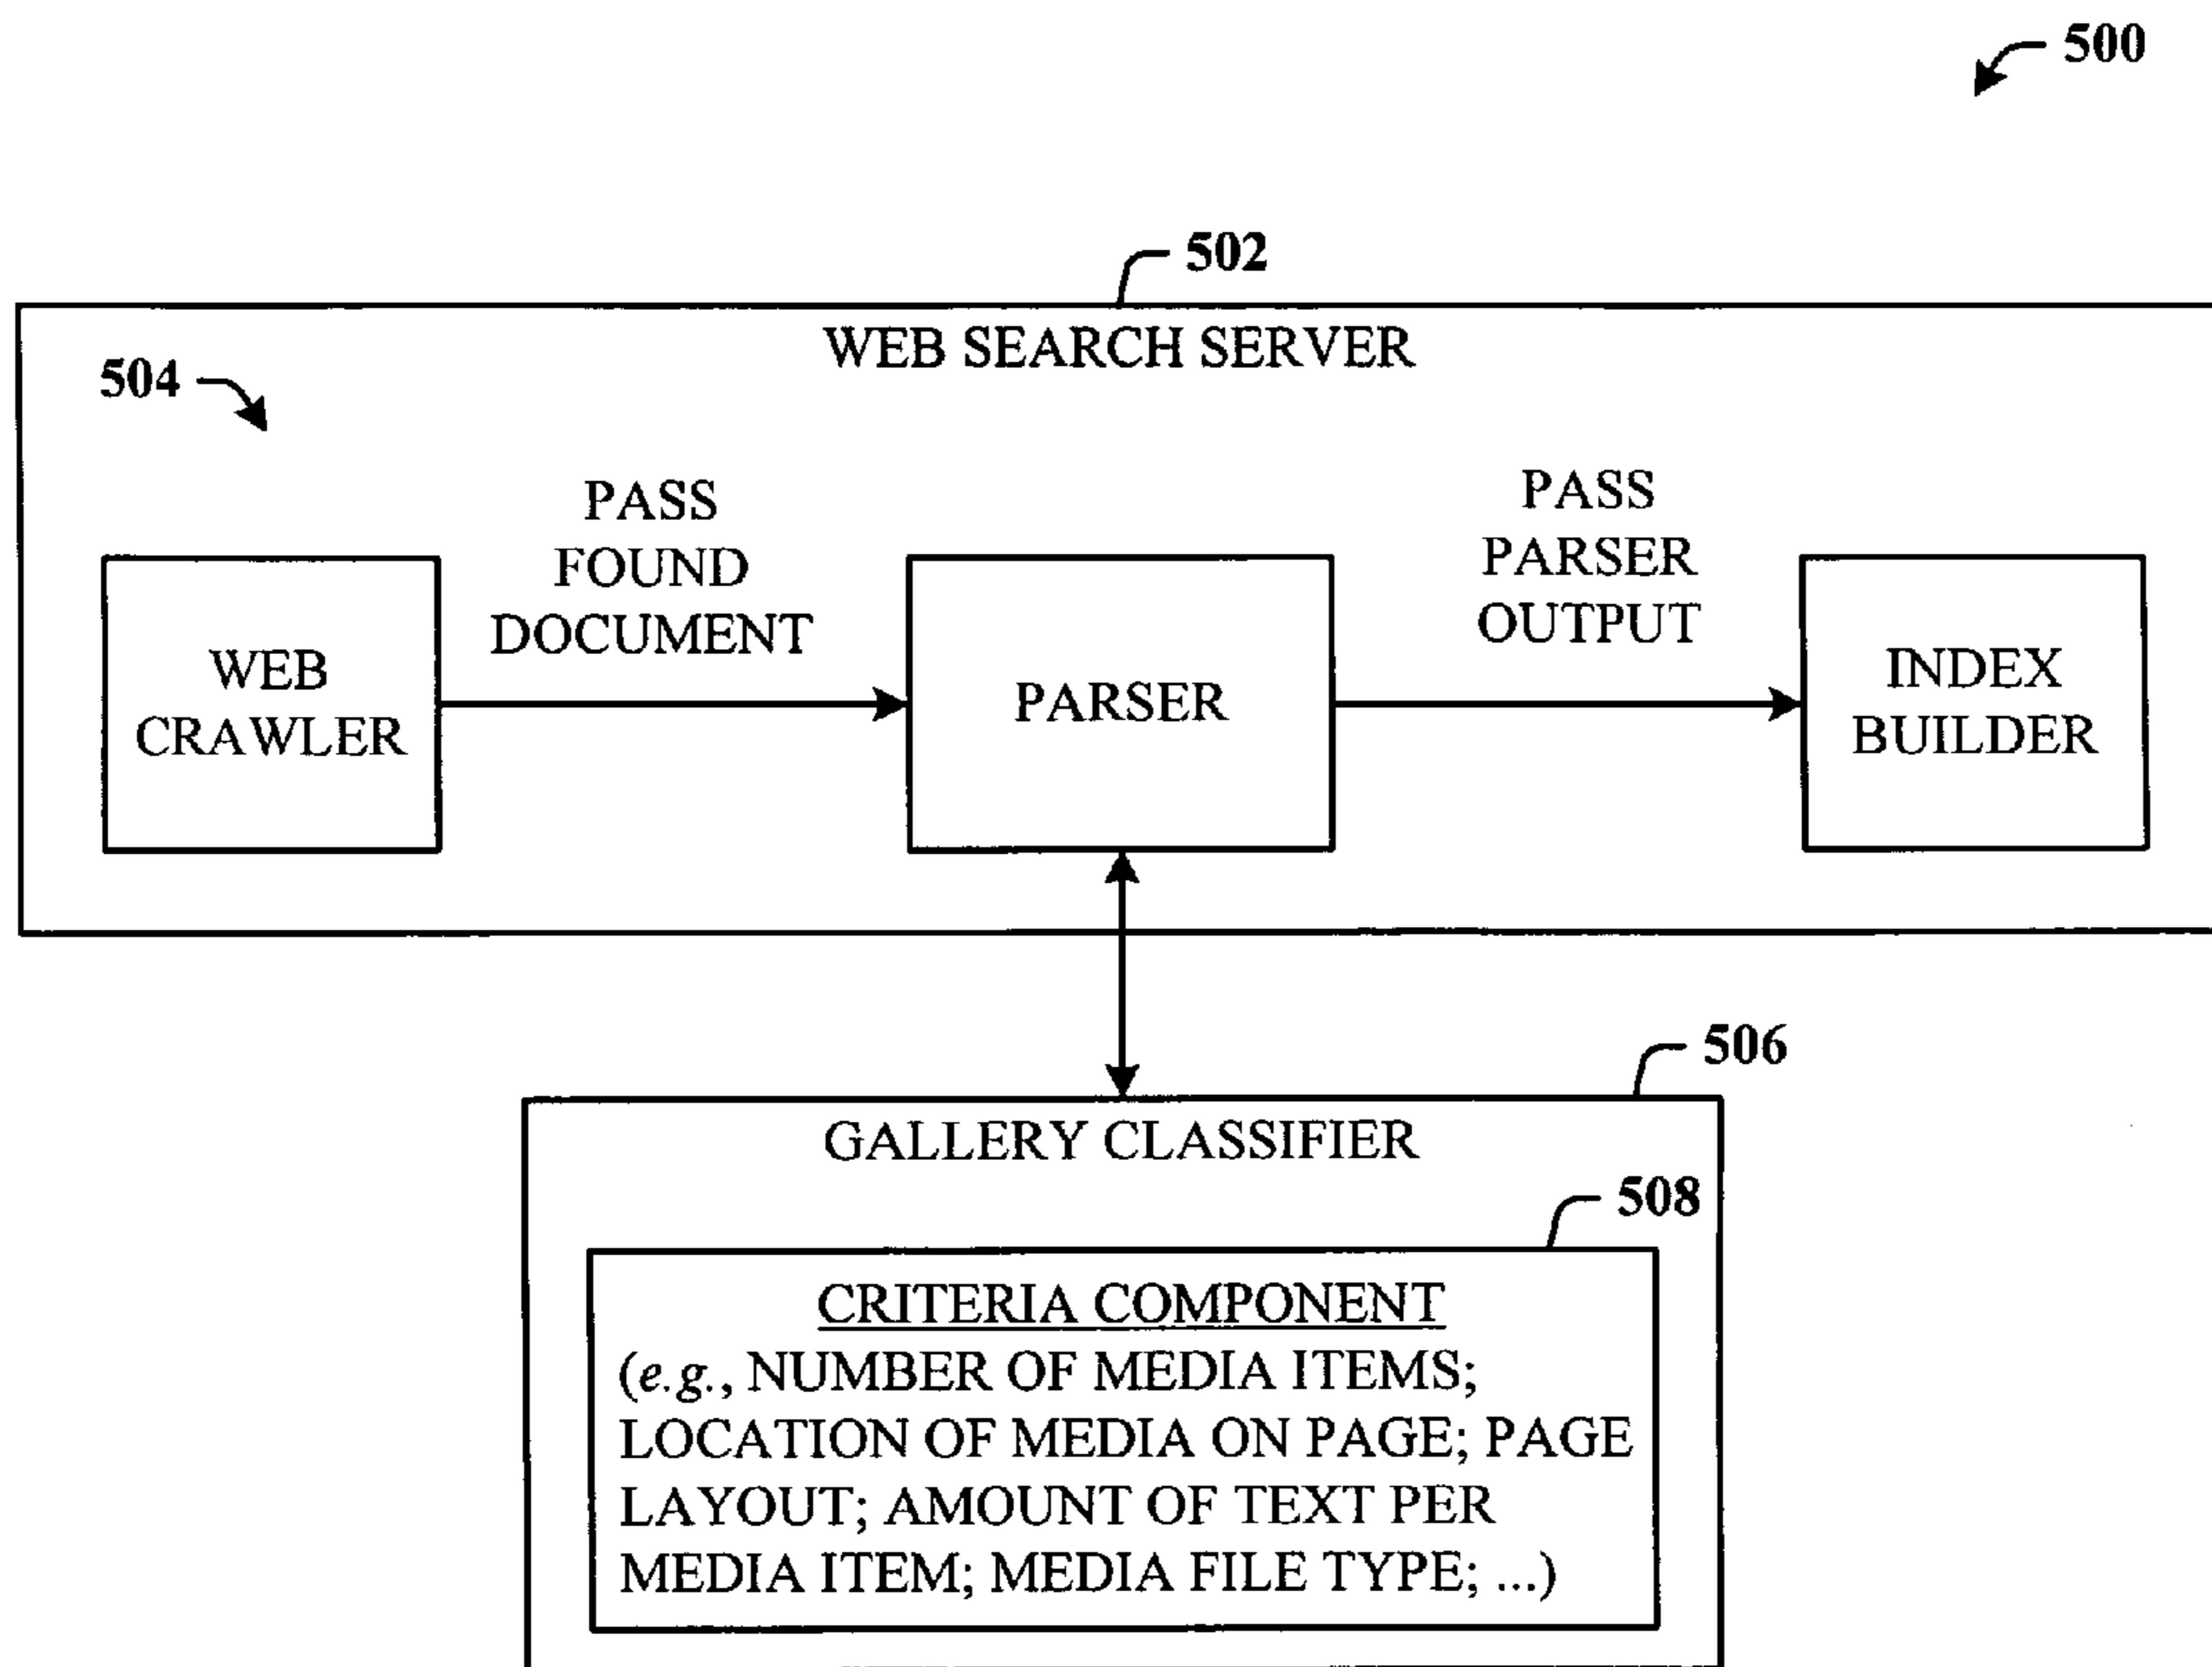 500
502
WEB SEARCH SERVER
504
PASS
FOUND
DOCUMENT
PASS
PARSER
OUTPUT
WEB
CRAWLER
PARSER
INDEX
BUILDER
506
GALLERY CLASSIFIER
508
CRITERIA COMPONENT
(e.g., NUMBER OF MEDIA ITEMS;
LOCATION OF MEDIA ON PAGE; PAGE
LAYOUT; AMOUNT OF TEXT PER
MEDIA ITEM; MEDIA FILE TYPE; ...)